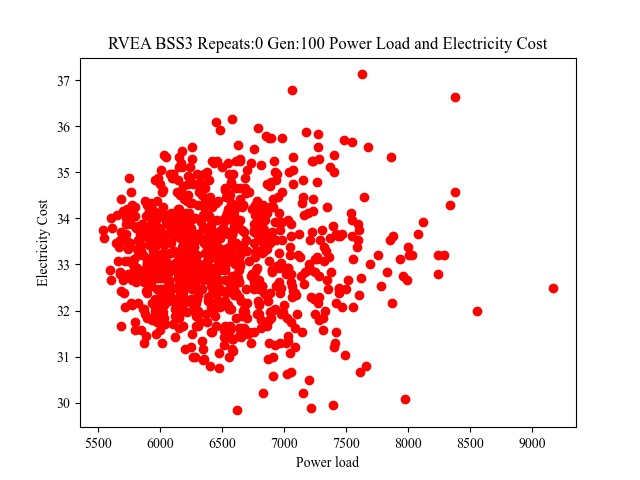 RVEA BSS3 Repeats:0 Gen:100 Power Load and Electricity Cost
37
36
35
34
33
32
31
30
Electricity Cost
5500 6000 6500 7000 7500 8000 8500 9000
Power load